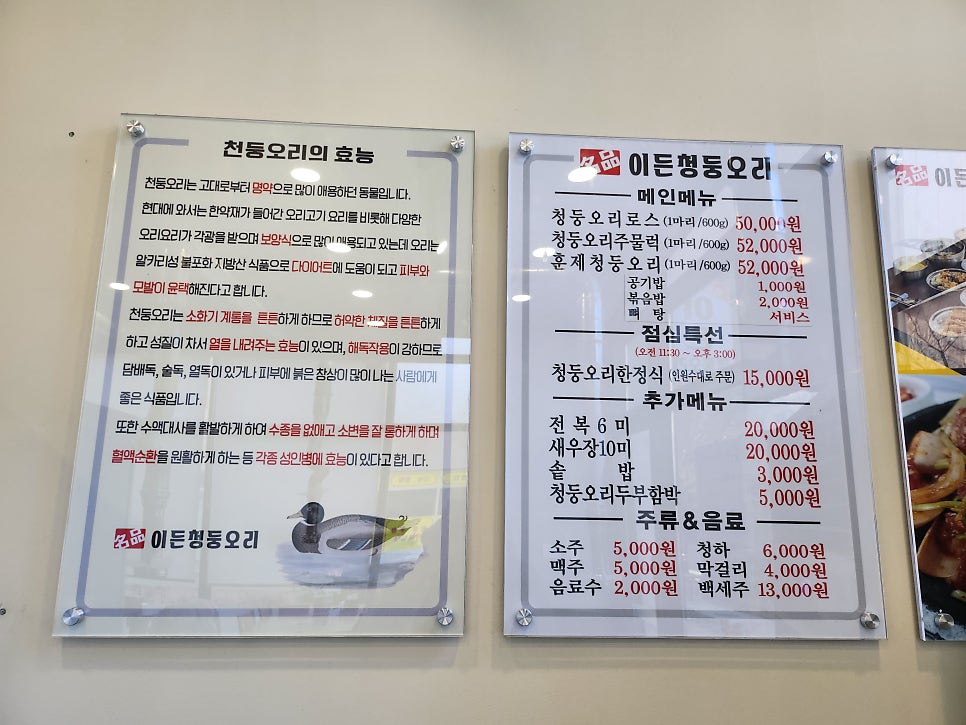 천둥오리의 효능
천둥오리는 고대로부터 명약으로 많이 애용하던 동물입니다.
현대에 와서는 한약재가 들어간 오리고기 요리를 비롯해 다양한
오리요리가 각광을 받으며 보양식으로 많이 애용되고 있는데 오리는
알카리성 불포화 지방산 식품으로 다이어트에 도움이 되고 피부와
모발이 윤택해진다고 합니다.
천둥오리는 소화기 계통을 튼튼하게 하므로 허약한 체질을 튼튼하게
하고 성질이 차서 열을 내려주는 효능이 있으며, 해독작용이 강하므로
담배독, 술독, 열독이 있거나 피부에 붉은 창상이 많이 나는 사람에게
좋은 식품입니다.
또한 수액대사를 활발하게 하여 수종을 없애고 소변을 잘 통하게 하며
혈액순환을 원활하게 하는 등 각종 성인병에 효능이 있다고 합니다.
名品 이든청둥오리
名品 이든청둥오리
메인메뉴
청둥오리로스 (1마리/600g) 50,000원
청둥오리주물럭 (1마리/600g) 52,000원
훈제청둥오리 (1마리/600g) 52,000원
공기밥 1,000원
볶음밥 2,000원
뼈 탕 서비스
점심특선
(오전 11:30 ~ 오후 3:00)
청둥오리한정식 (인원수대로 주문) 15,000원
추가메뉴
전복6미 20,000원
새우장10미 20,000원
솥 밥 3,000원
청둥오리두부함박 5,000원
주류&음료
소주 5,000원 청하 6,000원
맥주 5,000원 막걸리 4,000원
음료수 2,000원 백세주 13,000원
名品 이든